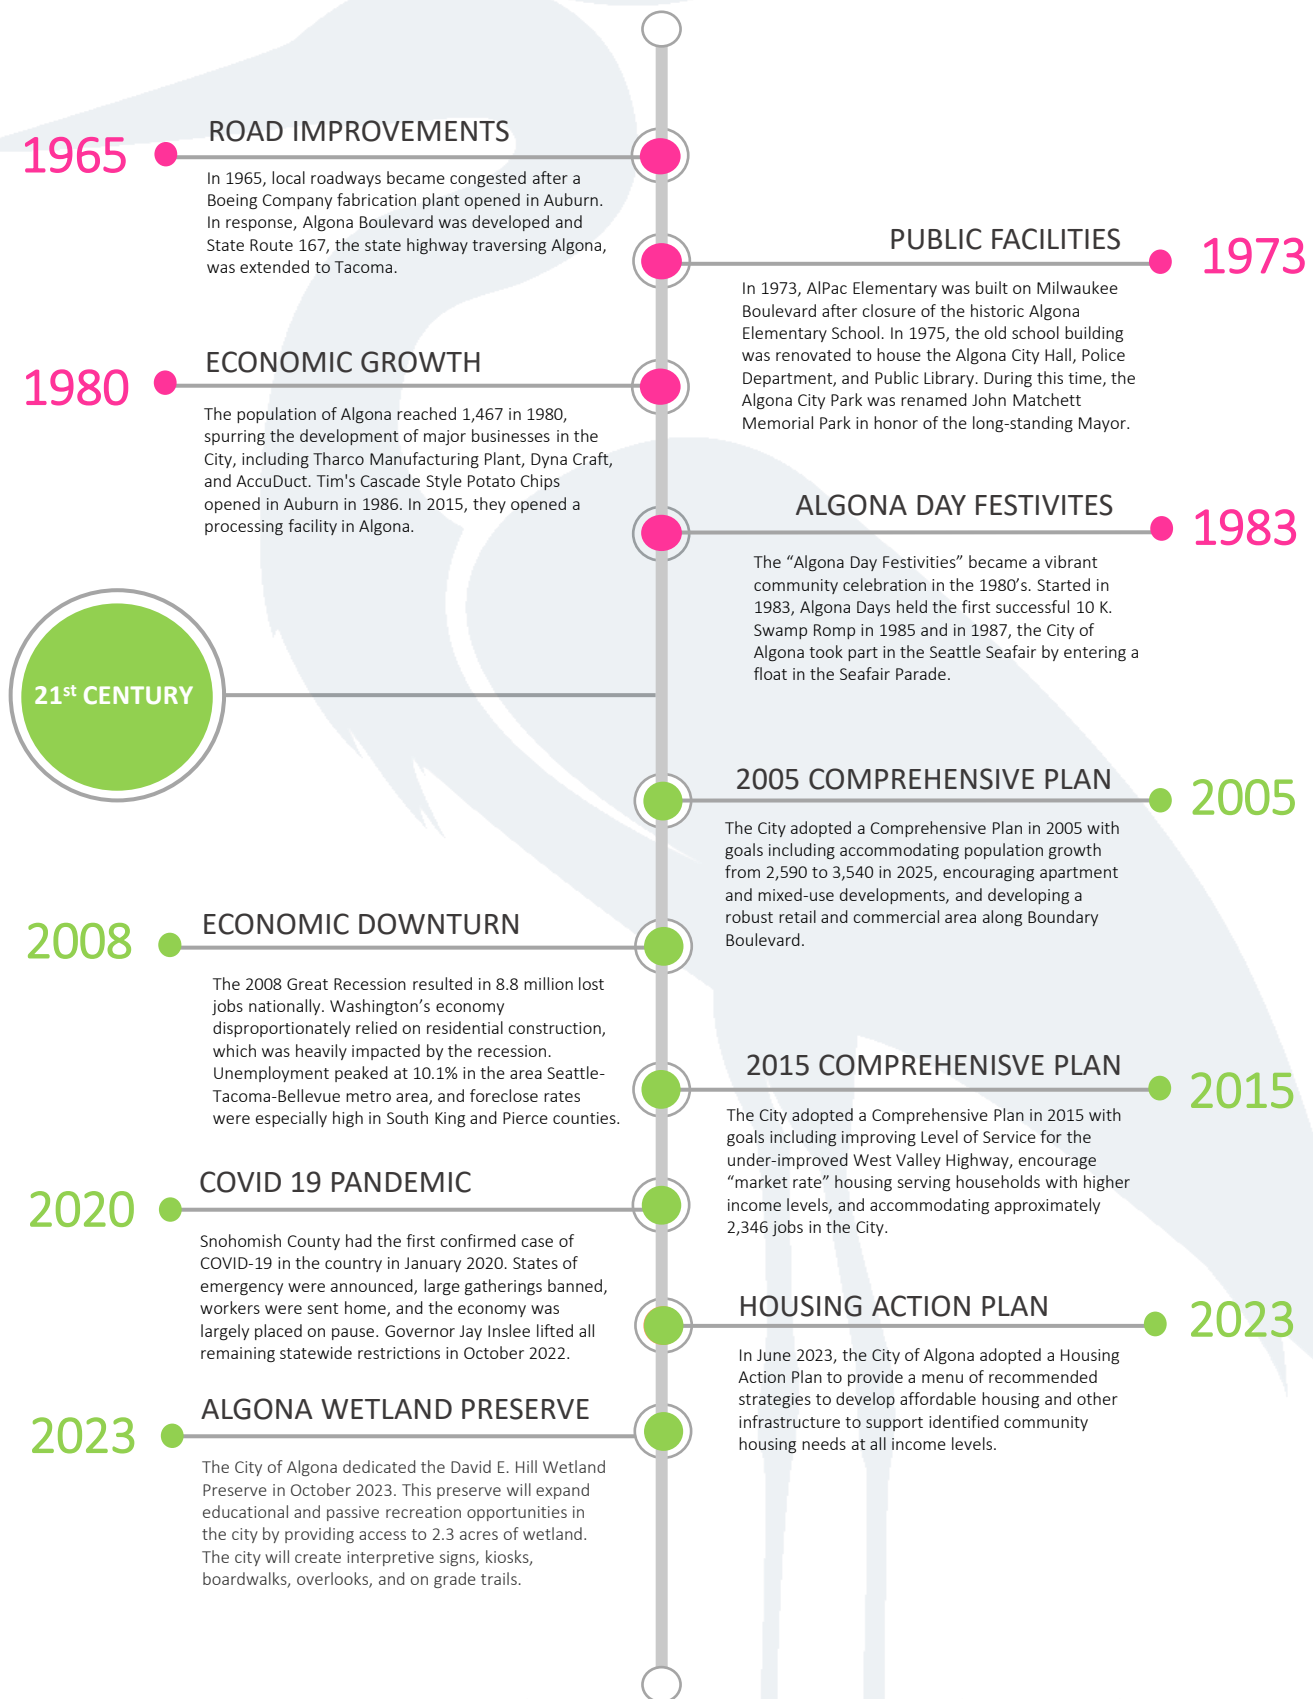 1965
ROAD IMPROVEMENTS
In 1965, local roadways became congested after a
Boeing Company fabrication plant opened in Auburn.
In response, Algona Boulevard was developed and
State Route 167, the state highway traversing Algona,
was extended to Tacoma.
PUBLIC FACILITIES
1973
In 1973, AlPac Elementary was built on Milwaukee
Boulevard after closure of the historic Algona
Elementary School. In 1975, the old school building
was renovated to house the Algona City Hall, Police
Department, and Public Library. During this time, the
Algona City Park was renamed John Matchett
Memorial Park in honor of the long-standing Mayor.
1980
ECONOMIC GROWTH
The population of Algona reached 1,467 in 1980,
spurring the development of major businesses in the
City, including Tharco Manufacturing Plant, Dyna Craft,
and AccuDuct. Tim's Cascade Style Potato Chips
opened in Auburn in 1986. In 2015, they opened a
processing facility in Algona.
ALGONA DAY FESTIVITES
1983
The “Algona Day Festivities” became a vibrant
community celebration in the 1980’s. Started in
1983, Algona Days held the first successful 10 K.
Swamp Romp in 1985 and in 1987, the City of
Algona took part in the Seattle Seafair by entering a
float in the Seafair Parade.
21st CENTURY
2005 COMPREHENSIVE PLAN
2005
The City adopted a Comprehensive Plan in 2005 with
goals including accommodating population growth
from 2,590 to 3,540 in 2025, encouraging apartment
and mixed-use developments, and developing a
robust retail and commercial area along Boundary
Boulevard.
2008
ECONOMIC DOWNTURN
The 2008 Great Recession resulted in 8.8 million lost
jobs nationally. Washington’s economy
disproportionately relied on residential construction,
which was heavily impacted by the recession.
Unemployment peaked at 10.1% in the area Seattle-
Tacoma-Bellevue metro area, and foreclose rates
were especially high in South King and Pierce counties.
2015 COMPREHENISVE PLAN
2015
The City adopted a Comprehensive Plan in 2015 with
goals including improving Level of Service for the
under-improved West Valley Highway, encourage
“market rate” housing serving households with higher
income levels, and accommodating approximately
2,346 jobs in the City.
2020
COVID 19 PANDEMIC
Snohomish County had the first confirmed case of
COVID-19 in the country in January 2020. States of
emergency were announced, large gatherings banned,
workers were sent home, and the economy was
largely placed on pause. Governor Jay Inslee lifted all
remaining statewide restrictions in October 2022.
HOUSING ACTION PLAN
2023
In June 2023, the City of Algona adopted a Housing
Action Plan to provide a menu of recommended
strategies to develop affordable housing and other
infrastructure to support identified community
housing needs at all income levels.
2023
ALGONA WETLAND PRESERVE
The City of Algona dedicated the David E. Hill Wetland
Preserve in October 2023. This preserve will expand
educational and passive recreation opportunities in
the city by providing access to 2.3 acres of wetland.
The city will create interpretive signs, kiosks,
boardwalks, overlooks, and on grade trails.